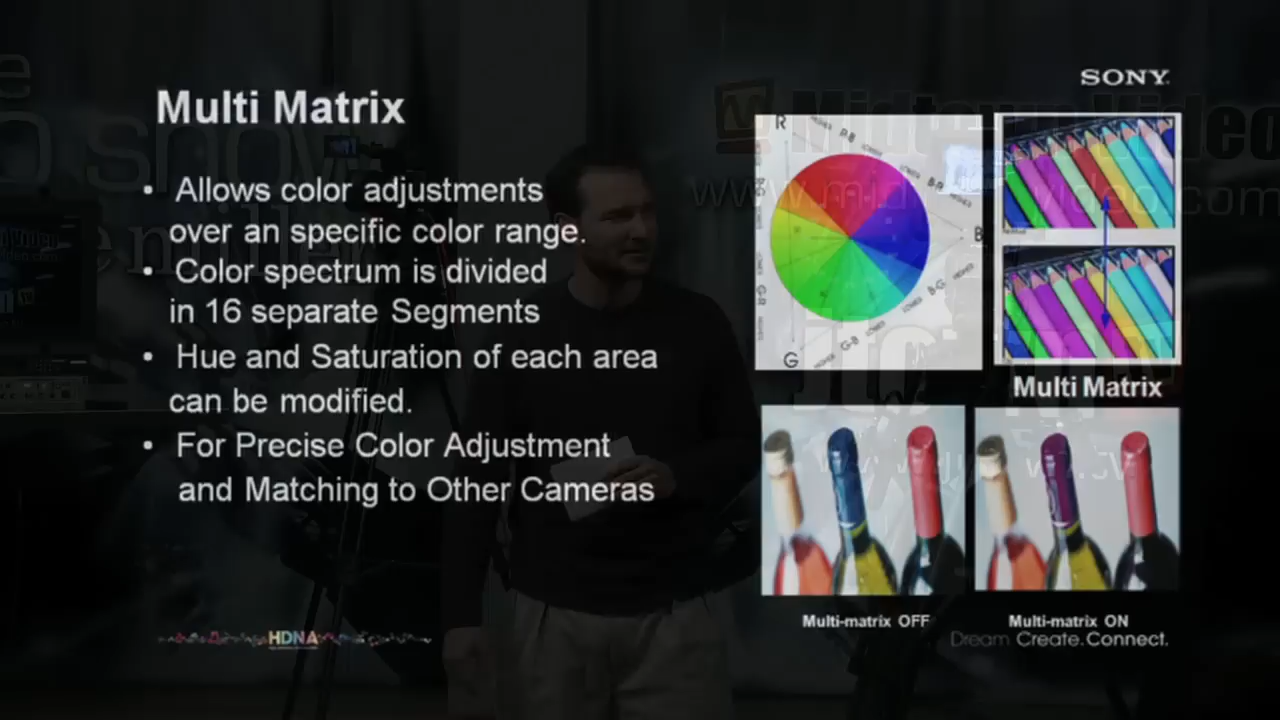 SONY
Multi Matrix
• Allows color adjustments
over an specific color range.
• Color spectrum is divided
in 16 separate Segments
• Hue and Saturation of each area
can be modified.
• For Precise Color Adjustment
and Matching to Other Cameras
R
B
G
B-R
B-G
G-B
G-R
Multi Matrix
Multi-matrix OFF
Multi-matrix ON
HDNA
Dream. Create. Connect.
Midtown Video